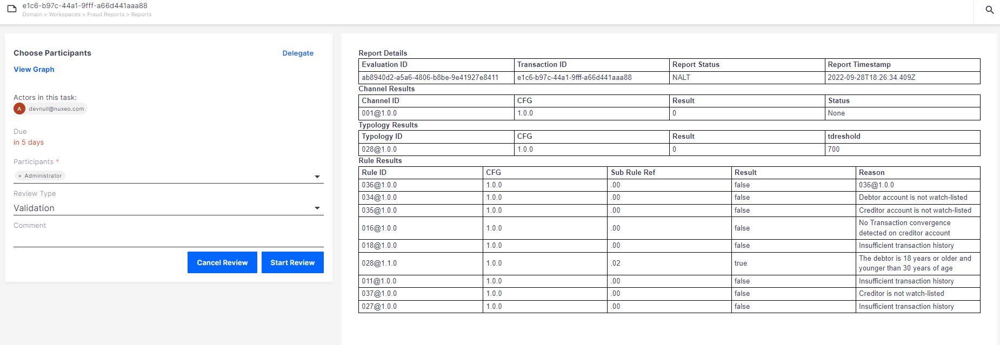 e1c6-b97c-44a1-9fff-a66d441aaa88
Domain > Workspaces > Fraud Reports > Reports
Choose Participants
Delegate
View Graph
Actors in this task:
A devnull@nuxeo.com
Due
in 5 days
Participants *
× Administrator
Review Type
Validation
Comment
Cancel Review Start Review
Report Details
Evaluation ID Transaction ID Report Status Report Timestamp
ab8940d2-a5a6-4806-b8be-9e41927e8411 e1c6-b97c-44a1-9fff-a66d441aaa88 NALT 2022-09-28T18:26:34.409Z
Channel Results
Channel ID CFG Result Status
001@1.0.0 1.0.0 0 None
Typology Results
Typology ID CFG Result tdreshold
028@1.0.0 1.0.0 0 700
Rule Results
Rule ID CFG Sub Rule Ref Result Reason
036@1.0.0 1.0.0 .00 false 036@1.0.0
034@1.0.0 1.0.0 .00 false Debtor account is not watch-listed
035@1.0.0 1.0.0 .00 false Creditor account is not watch-listed
016@1.0.0 1.0.0 .00 false No Transaction convergence
detected on creditor account
018@1.0.0 1.0.0 .00 false Insufficient transaction history
028@1.1.0 1.0.0 .02 true The debtor is 18 years or older and
younger than 30 years of age
011@1.0.0 1.0.0 .00 false Insufficient transaction history
037@1.0.0 1.0.0 .00 false Creditor is not watch-listed
027@1.0.0 1.0.0 .00 false Insufficient transaction history